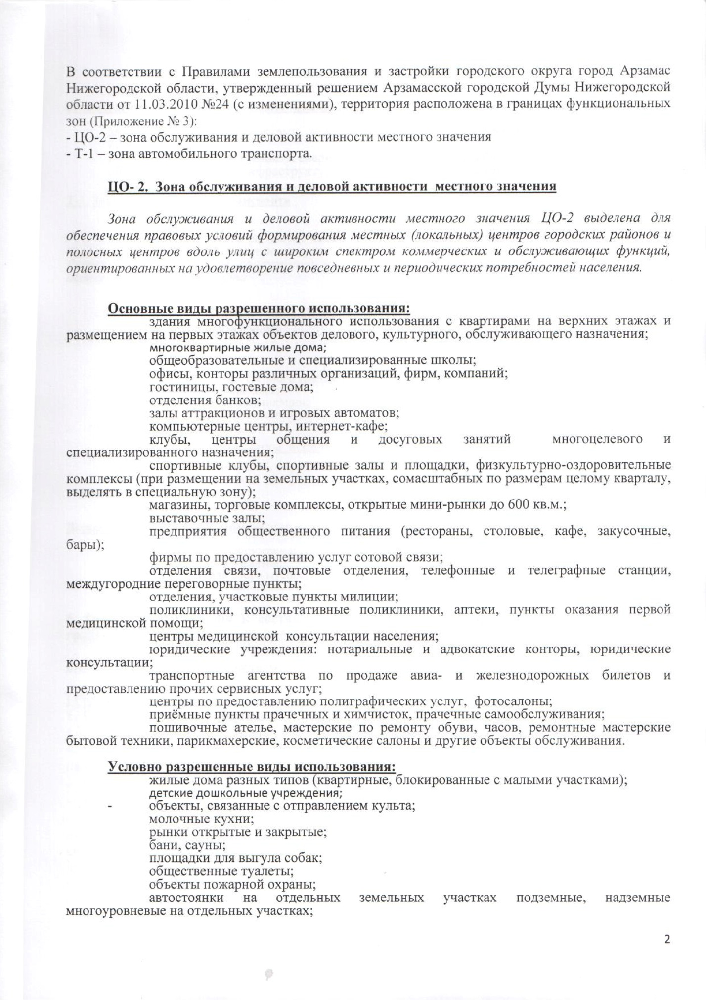 В соответствии с Правилами землепользования и застройки городского округа город Арзамас
Нижегородской области, утвержденный решением Арзамасской городской Думы Нижегородской
области от 11.03.2010 №24 (с изменениями), территория расположена в границах функциональных
зон (Приложение № 3):
- ЦО-2 – зона обслуживания и деловой активности местного значения
- Т-1 – зона автомобильного транспорта.
ЦО- 2. Зона обслуживания и деловой активности местного значения
Зона обслуживания и деловой активности местного значения ЦО-2 выделена для
обеспечения правовых условий формирования местных (локальных) центров городских районов и
полосных центров вдоль улиц с широким спектром коммерческих и обслуживающих функций,
ориентированных на удовлетворение повседневных и периодических потребностей населения.
Основные виды разрешенного использования:
здания многофункционального использования с квартирами на верхних этажах и
размещением на первых этажах объектов делового, культурного, обслуживающего назначения;
многоквартирные жилые дома;
общеобразовательные и специализированные школы;
офисы, конторы различных организаций, фирм, компаний;
гостиницы, гостевые дома;
отделения банков;
залы аттракционов и игровых автоматов;
компьютерные центры, интернет-кафе;
клубы, центры общения и досуговых занятий многоцелевого и
специализированного назначения;
спортивные клубы, спортивные залы и площадки, физкультурно-оздоровительные
комплексы (при размещении на земельных участках, сомасштабных по размерам целому кварталу,
выделять в специальную зону);
магазины, торговые комплексы, открытые мини-рынки до 600 кв.м.;
выставочные залы;
предприятия общественного питания (рестораны, столовые, кафе, закусочные,
бары);
фирмы по предоставлению услуг сотовой связи;
отделения связи, почтовые отделения, телефонные и телеграфные станции,
междугородние переговорные пункты;
отделения, участковые пункты милиции;
поликлиники, консультативные поликлиники, аптеки, пункты оказания первой
медицинской помощи;
центры медицинской консультации населения;
юридические учреждения: нотариальные и адвокатские конторы, юридические
консультации;
транспортные агентства по продаже авиа- и железнодорожных билетов и
предоставлению прочих сервисных услуг;
центры по предоставлению полиграфических услуг, фотосалоны;
приёмные пункты прачечных и химчисток, прачечные самообслуживания;
пошивочные ателье, мастерские по ремонту обуви, часов, ремонтные мастерские
бытовой техники, парикмахерские, косметические салоны и другие объекты обслуживания.
Условно разрешенные виды использования:
жилые дома разных типов (квартирные, блокированные с малыми участками);
детские дошкольные учреждения;
- объекты, связанные с отправлением культа;
молочные кухни;
рынки открытые и закрытые;
бани, сауны;
площадки для выгула собак;
общественные туалеты;
объекты пожарной охраны;
автостоянки на отдельных земельных участках подземные, надземные
многоуровневые на отдельных участках;
2